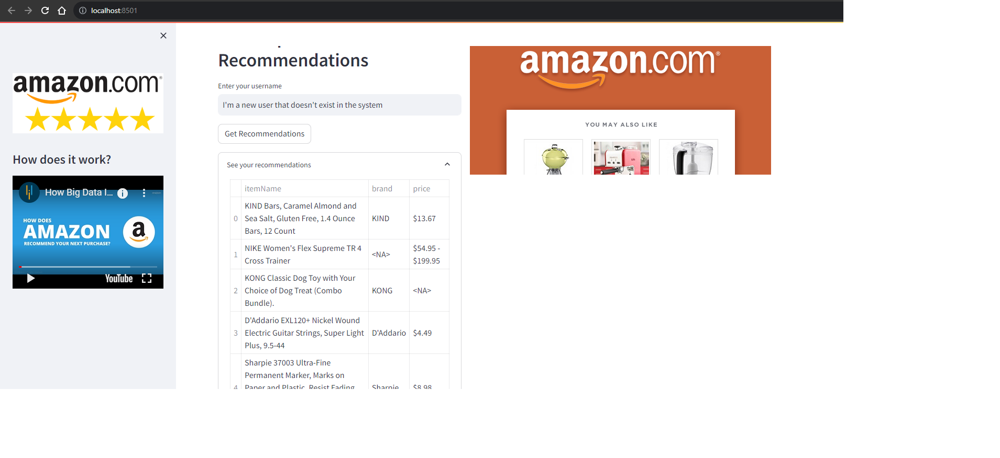 localhost:8501
amazon.com®
How does it work?
How Big Data I...
HOW DOES
AMAZON
RECOMMEND YOUR NEXT PURCHASE?
YouTube
Recommendations
Enter your username
I'm a new user that doesn't exist in the system
Get Recommendations
See your recommendations
itemName brand price
0 KIND Bars, Caramel Almond and
Sea Salt, Gluten Free, 1.4 Ounce
Bars, 12 Count KIND $13.67
1 NIKE Women's Flex Supreme TR 4
Cross Trainer <NA> $54.95 -
$199.95
2 KONG Classic Dog Toy with Your
Choice of Dog Treat (Combo
Bundle). KONG <NA>
3 D'Addario EXL120+ Nickel Wound
Electric Guitar Strings, Super Light
Plus, 9.5-44 D'Addario $4.49
4 Sharpie 37003 Ultra-Fine
Permanent Marker, Marks on
Paper and Plastic, Resist Fading Sharpie $8.98
amazon.com®
YOU MAY ALSO LIKE